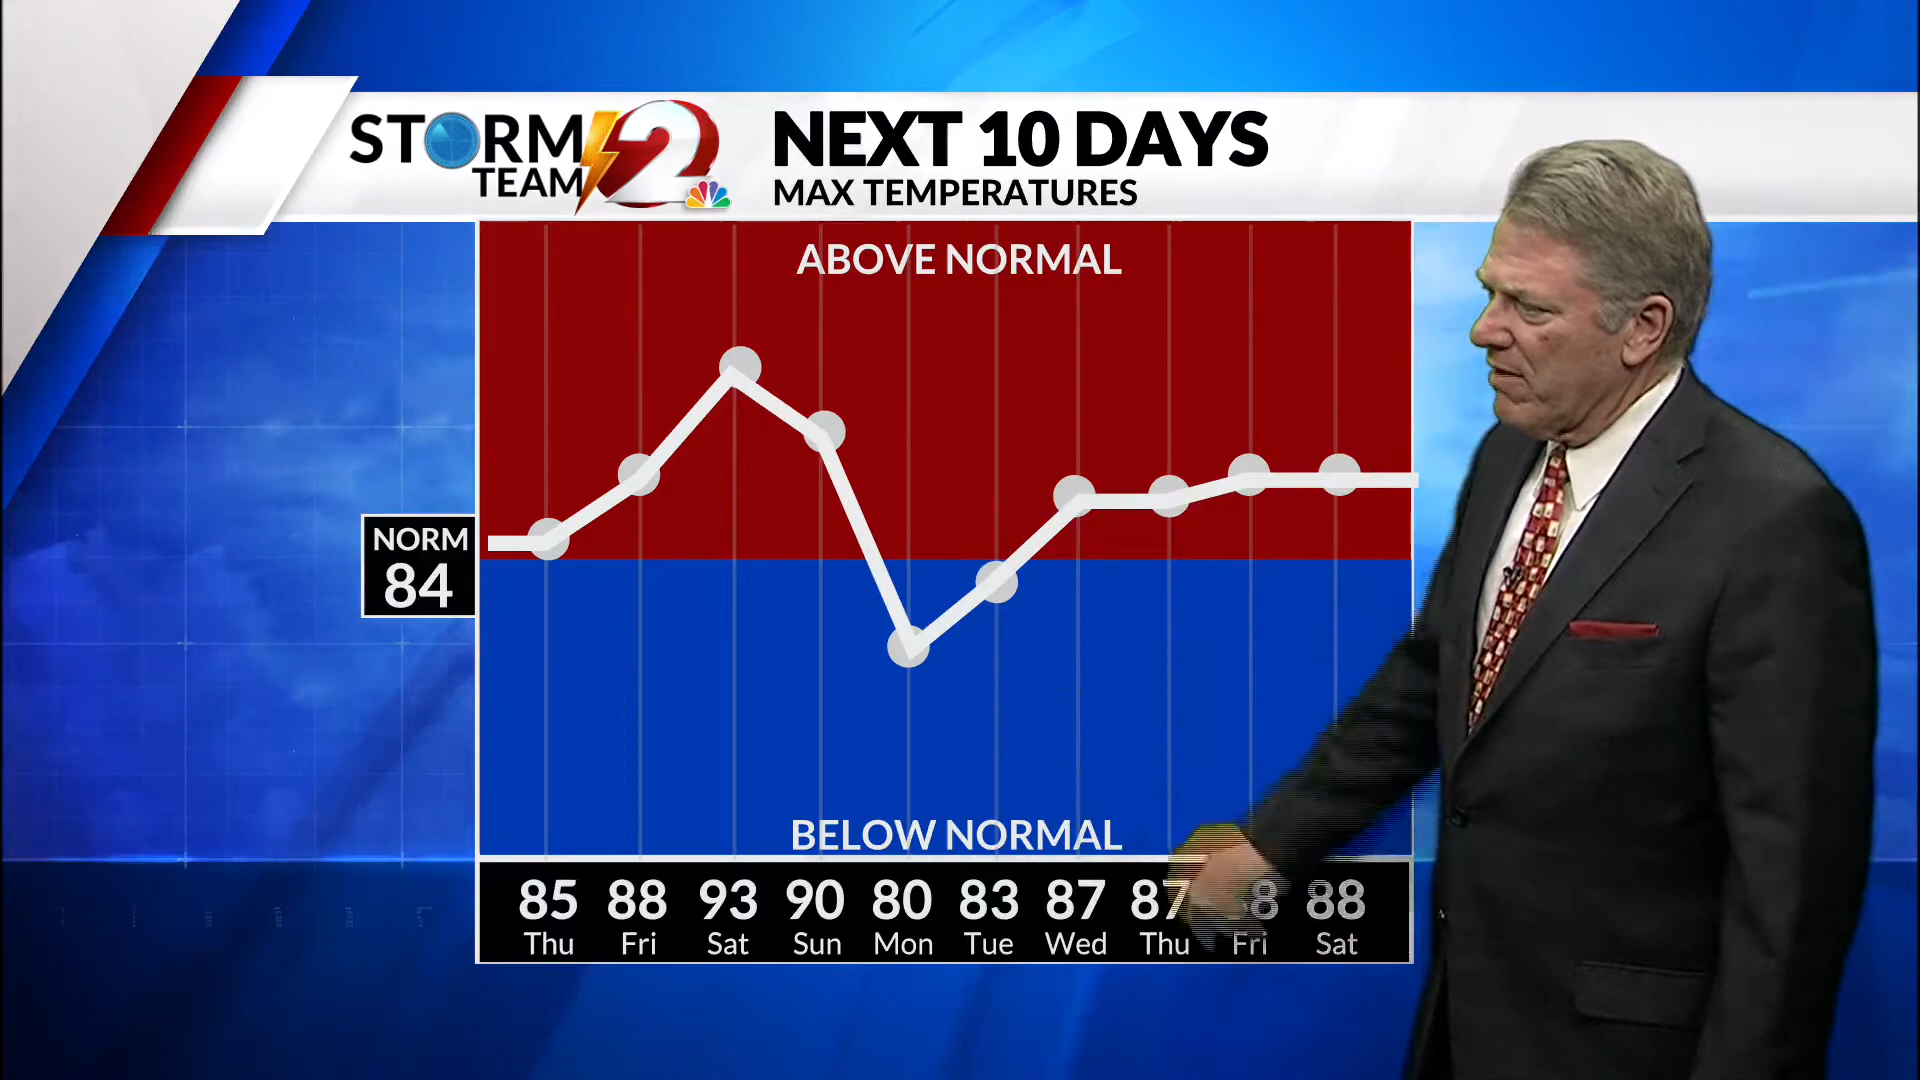 STORM
TEAM 2
NEXT 10 DAYS
MAX TEMPERATURES
ABOVE NORMAL
NORM
84
BELOW NORMAL
85 88 93 90 80 83 87 87 88 88
Thu Fri Sat Sun Mon Tue Wed Thu Fri Sat